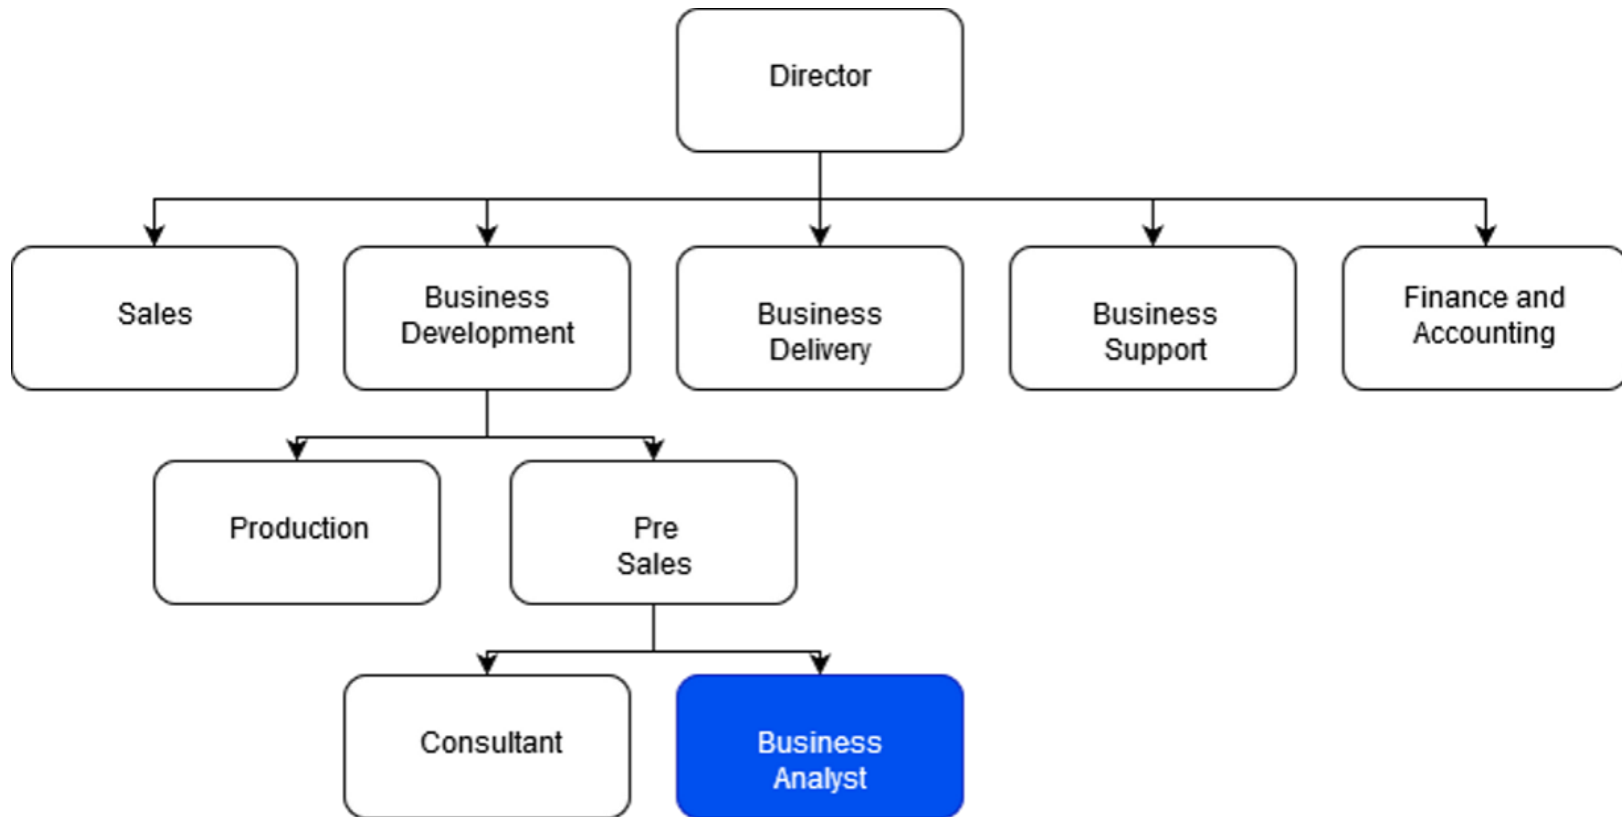 Director
Sales
Business
Development
Business
Delivery
Business
Support
Finance and
Accounting
Production
Pre
Sales
Consultant
Business
Analyst